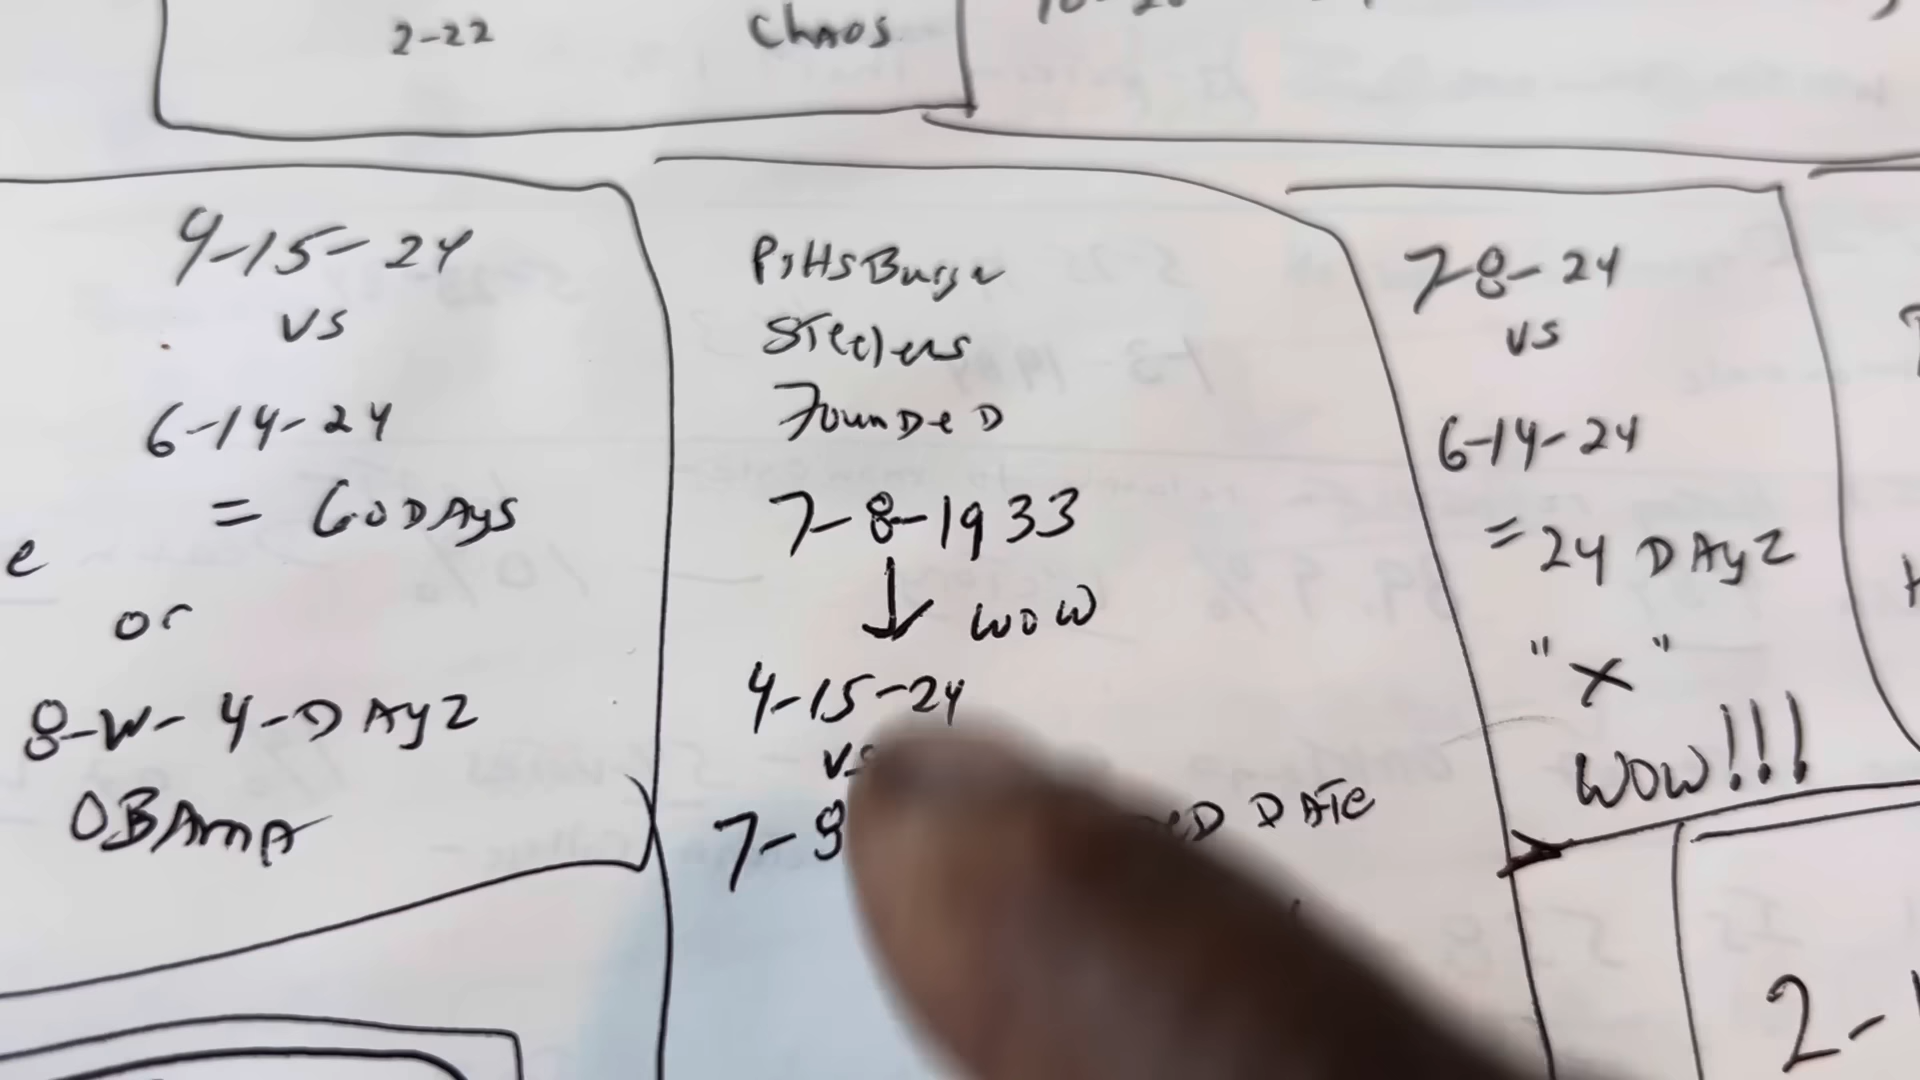 2-22 CHAOS
4-15-24
VS
6-14-24
= 60 DAYS
e
or
8-W-4-DAYZ
OBAMA
PittsBurgh
Steelers
FounDeD
7-8-1933
↓ WOW
4-15-24
VS
7-8 DATE
7-8-24
VS
6-14-24
= 24 DAYZ
"X"
WOW!!!
2-